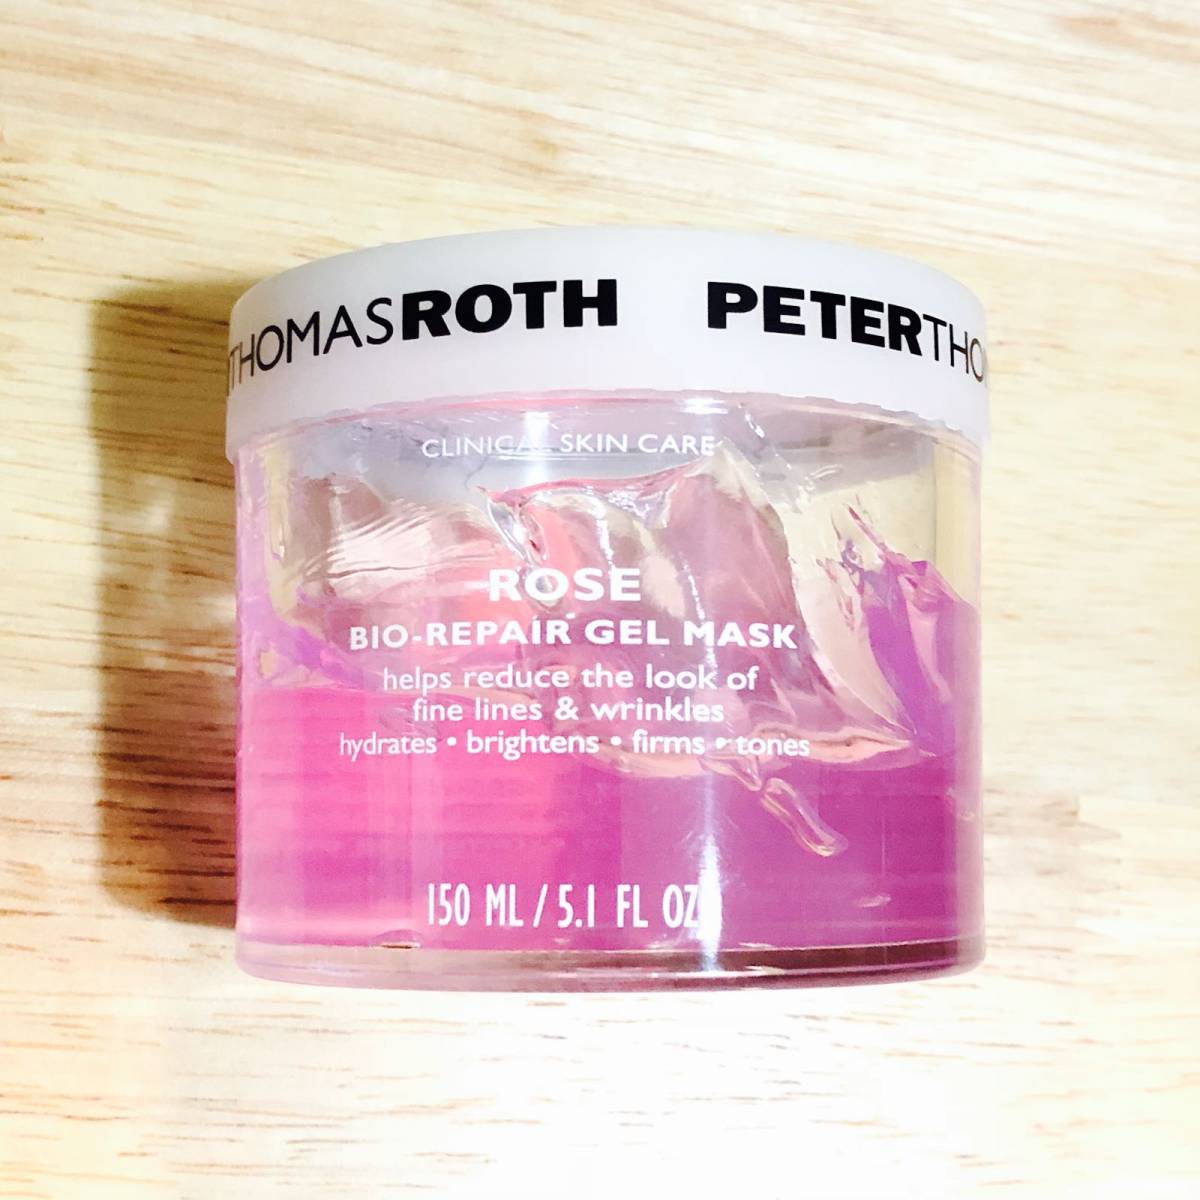 THOMASROTH PETERTHO
CLINICAL SKIN CARE
ROSE
BIO-REPAIR GEL MASK
helps reduce the look of
fine lines & wrinkles
hydrates • brightens • firms • tones
150 ML / 5.1 FL OZ